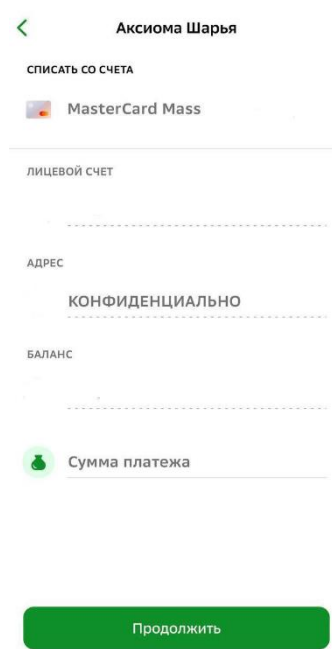 Аксиома Шарья
СПИСАТЬ СО СЧЕТА
MasterCard Mass
ЛИЦЕВОЙ СЧЕТ
АДРЕС
КОНФИДЕНЦИАЛЬНО
БАЛАНС
Сумма платежа
Продолжить